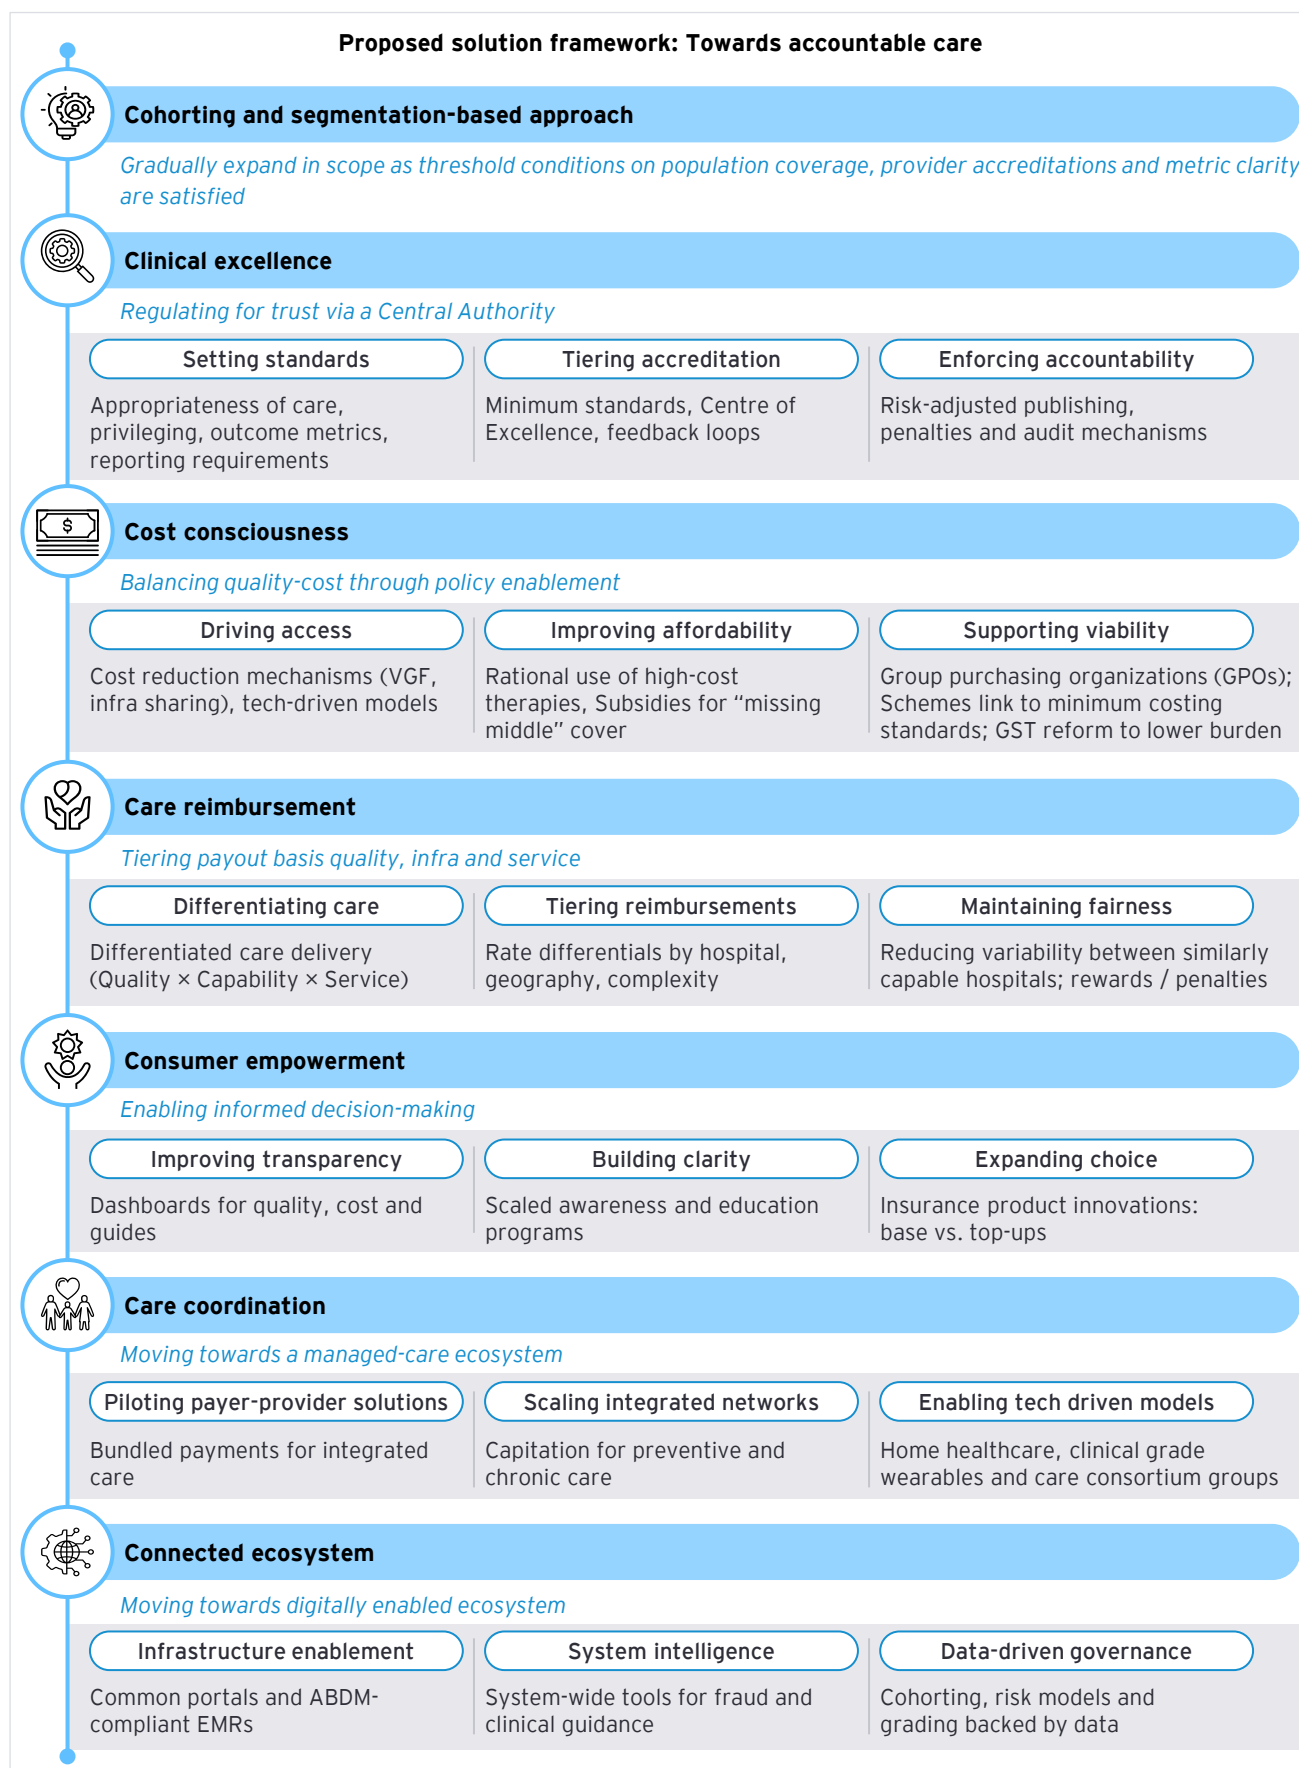 Proposed solution framework: Towards accountable care
Cohorting and segmentation-based approach
Gradually expand in scope as threshold conditions on population coverage, provider accreditations and metric clarity
are satisfied
Clinical excellence
Regulating for trust via a Central Authority
Setting standards
Appropriateness of care,
privileging, outcome metrics,
reporting requirements
Tiering accreditation
Minimum standards, Centre of
Excellence, feedback loops
Enforcing accountability
Risk-adjusted publishing,
penalties and audit mechanisms
$
Cost consciousness
Balancing quality-cost through policy enablement
Driving access
Cost reduction mechanisms (VGF,
infra sharing), tech-driven models
Improving affordability
Rational use of high-cost
therapies, Subsidies for “missing
middle” cover
Supporting viability
Group purchasing organizations (GPOs);
Schemes link to minimum costing
standards; GST reform to lower burden
Care reimbursement
Tiering payout basis quality, infra and service
Differentiating care
Differentiated care delivery
(Quality × Capability × Service)
Tiering reimbursements
Rate differentials by hospital,
geography, complexity
Maintaining fairness
Reducing variability between similarly
capable hospitals; rewards / penalties
Consumer empowerment
Enabling informed decision-making
Improving transparency
Dashboards for quality, cost and
guides
Building clarity
Scaled awareness and education
programs
Expanding choice
Insurance product innovations:
base vs. top-ups
Care coordination
Moving towards a managed-care ecosystem
Piloting payer-provider solutions
Bundled payments for integrated
care
Scaling integrated networks
Capitation for preventive and
chronic care
Enabling tech driven models
Home healthcare, clinical grade
wearables and care consortium groups
Connected ecosystem
Moving towards digitally enabled ecosystem
Infrastructure enablement
Common portals and ABDM-
compliant EMRs
System intelligence
System-wide tools for fraud and
clinical guidance
Data-driven governance
Cohorting, risk models and
grading backed by data